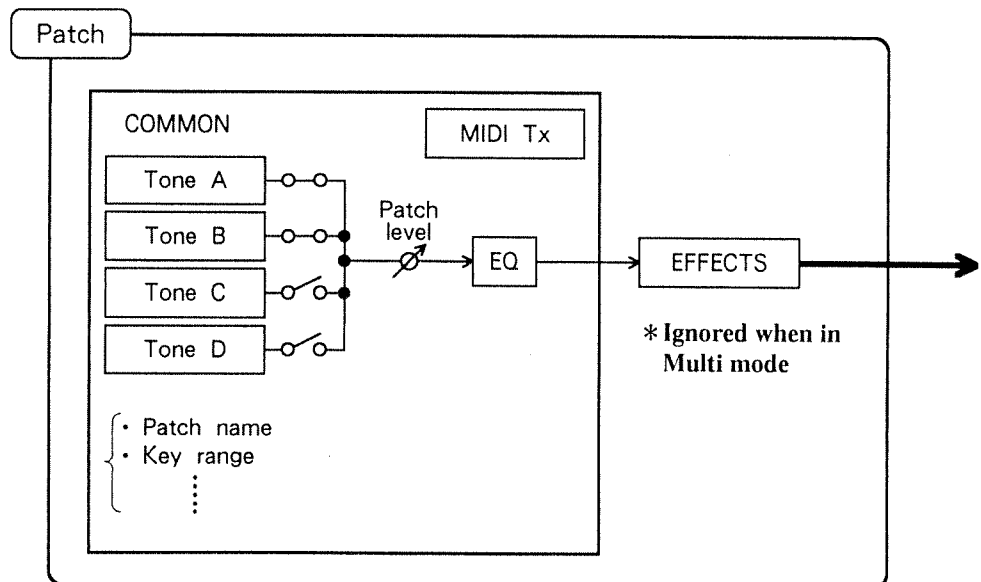 Patch
COMMON
MIDI Tx
Tone A
Tone B
Tone C
Tone D
Patch
level
EQ
EFFECTS
* Ignored when in
Multi mode
· Patch name
· Key range